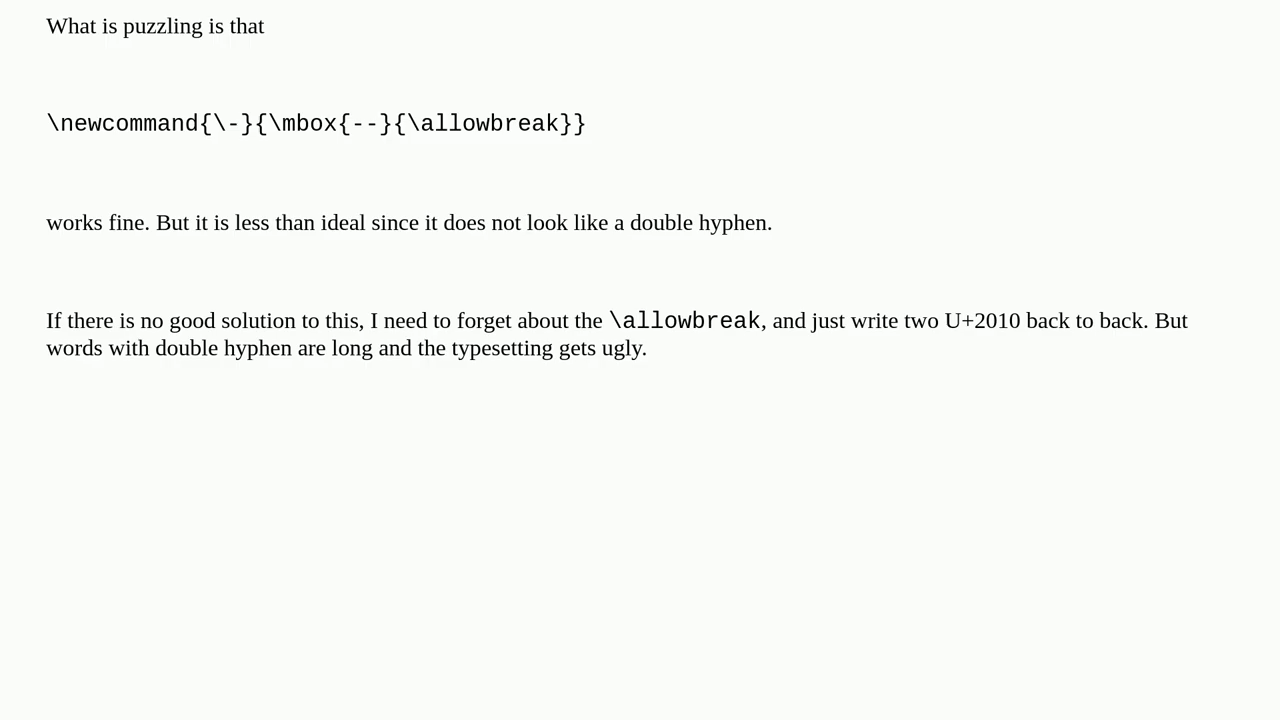 What is puzzling is that
\newcommand{\-}{\mbox{--}{\allowbreak}}
works fine. But it is less than ideal since it does not look like a double hyphen.
If there is no good solution to this, I need to forget about the \allowbreak, and just write two U+2010 back to back. But
words with double hyphen are long and the typesetting gets ugly.